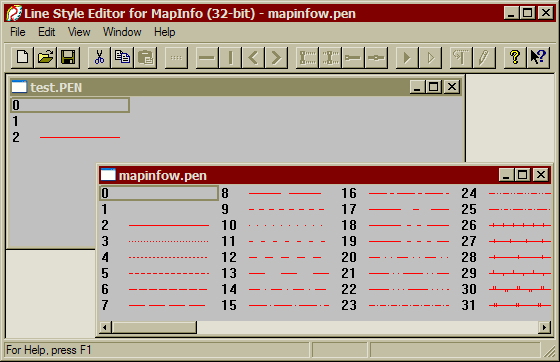 Line Style Editor for MapInfo (32-bit) - mapinfow.pen
File Edit View Window Help
test.PEN
0
1
2
mapinfow.pen
0 8 16 24
1 9 17 25
2 10 18 26
3 11 19 27
4 12 20 28
5 13 21 29
6 14 22 30
7 15 23 31
For Help, press F1